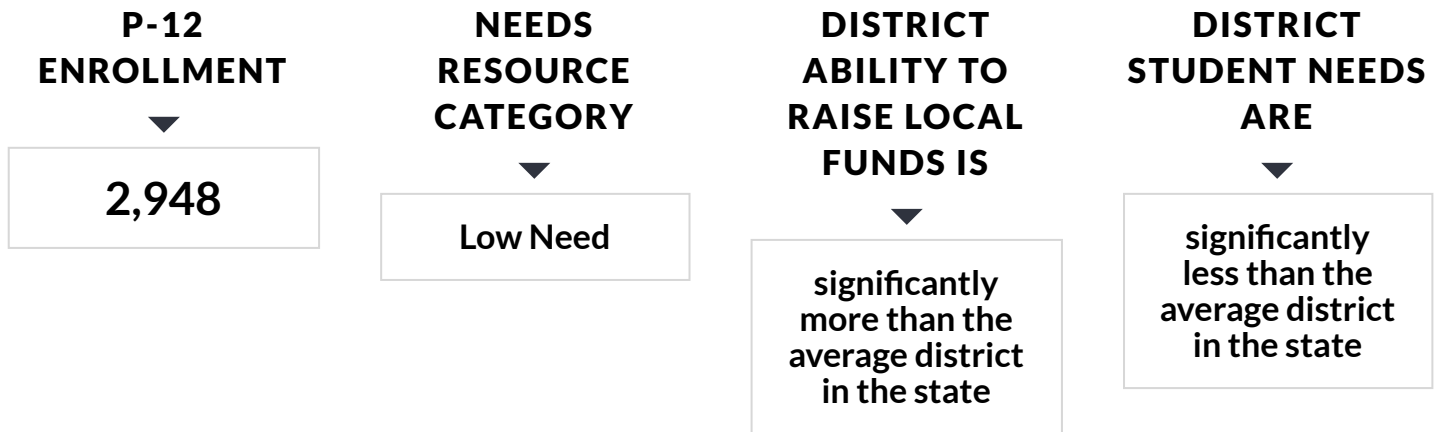 P-12
ENROLLMENT
2,948
NEEDS
RESOURCE
CATEGORY
Low Need
DISTRICT
ABILITY TO
RAISE LOCAL
FUNDS IS
significantly
more than the
average district
in the state
DISTRICT
STUDENT NEEDS
ARE
significantly
less than the
average district
in the state